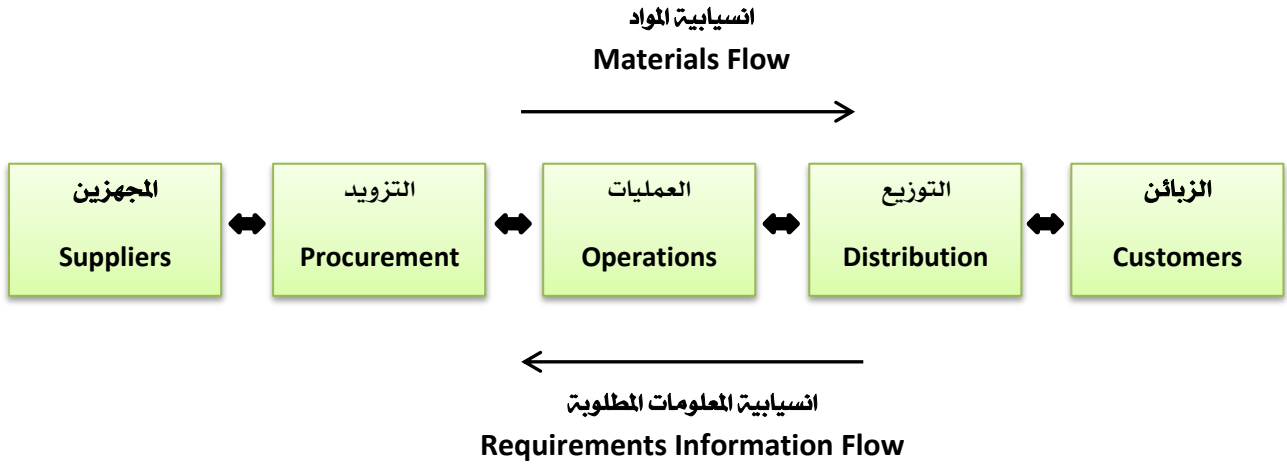 انسيابية المواد
Materials Flow
المجهزين
Suppliers
التزويد
Procurement
العمليات
Operations
التوزيع
Distribution
الزبائن
Customers
انسيابية المعلومات المطلوبة
Requirements Information Flow